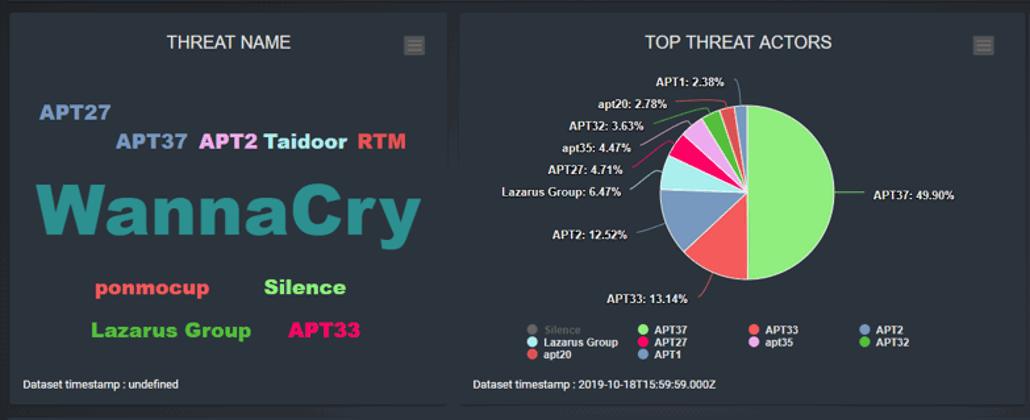 THREAT NAME
APT27
APT37 APT2 Taidoor RTM
WannaCry
ponmocup Silence
Lazarus Group APT33
Dataset timestamp : undefined
TOP THREAT ACTORS
APT1: 2.38%
apt20: 2.78%
APT32: 3.63%
apt35: 4.47%
APT27: 4.71%
Lazarus Group: 6.47%
APT37: 49.90%
APT2: 12.52%
APT33: 13.14%
Silence APT37 APT33 APT2
Lazarus Group APT27 apt35 APT32
apt20 APT1
Dataset timestamp : 2019-10-18T15:59:59.000Z